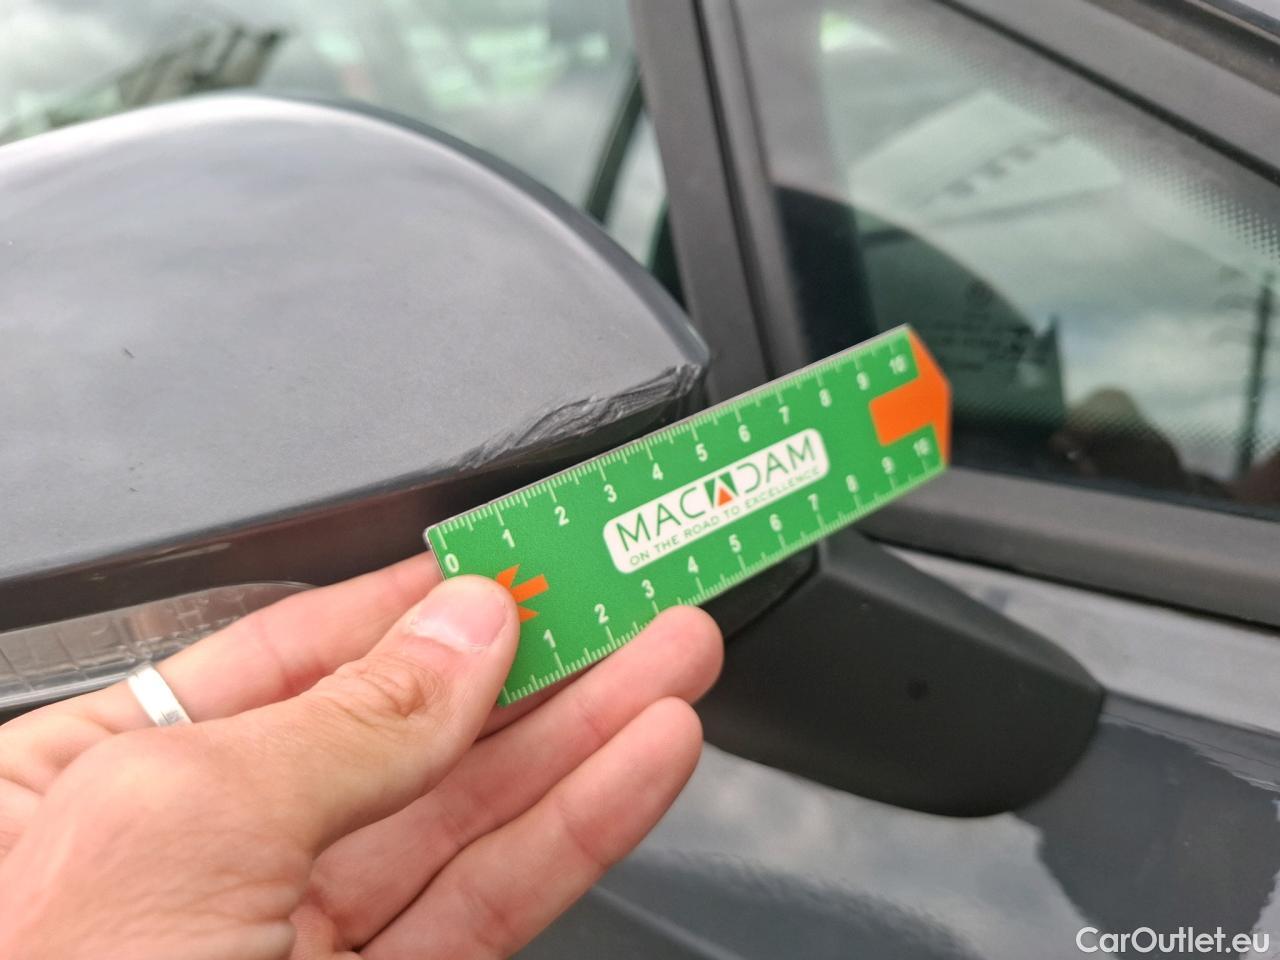 0 1 2 3 4 5 6 7 8 9 10
MACADAM
ON THE ROAD TO EXCELLENCE
1 2 3 4 5 6 7 8 9 10
CarOutlet.eu